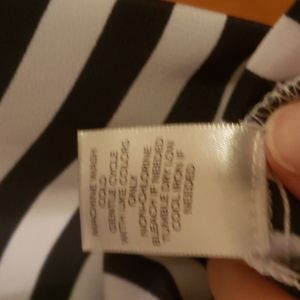 MACHINE WASH
COLD
GENTLE CYCLE
WITH LIKE COLORS
ONLY
NON-CHLORINE
BLEACH IF NEEDED
TUMBLE DRY LOW
COOL IRON IF
NEEDED